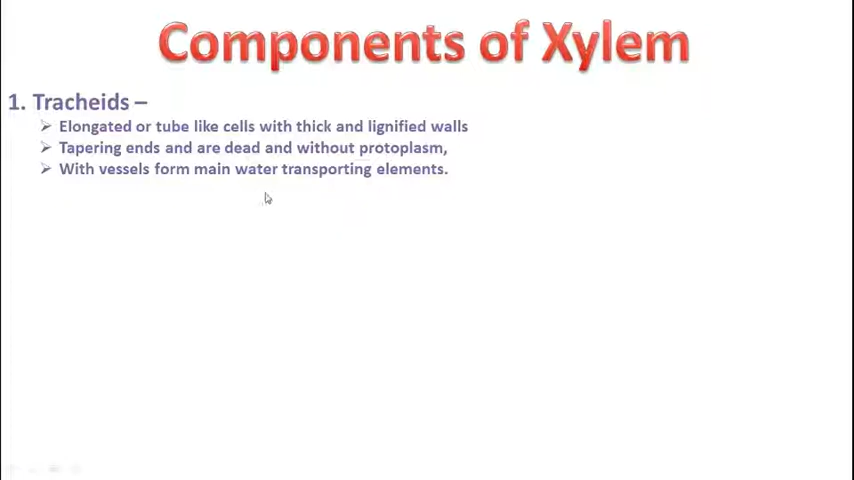 Components of Xylem
1. Tracheids –
➢ Elongated or tube like cells with thick and lignified walls
➢ Tapering ends and are dead and without protoplasm,
➢ With vessels form main water transporting elements.